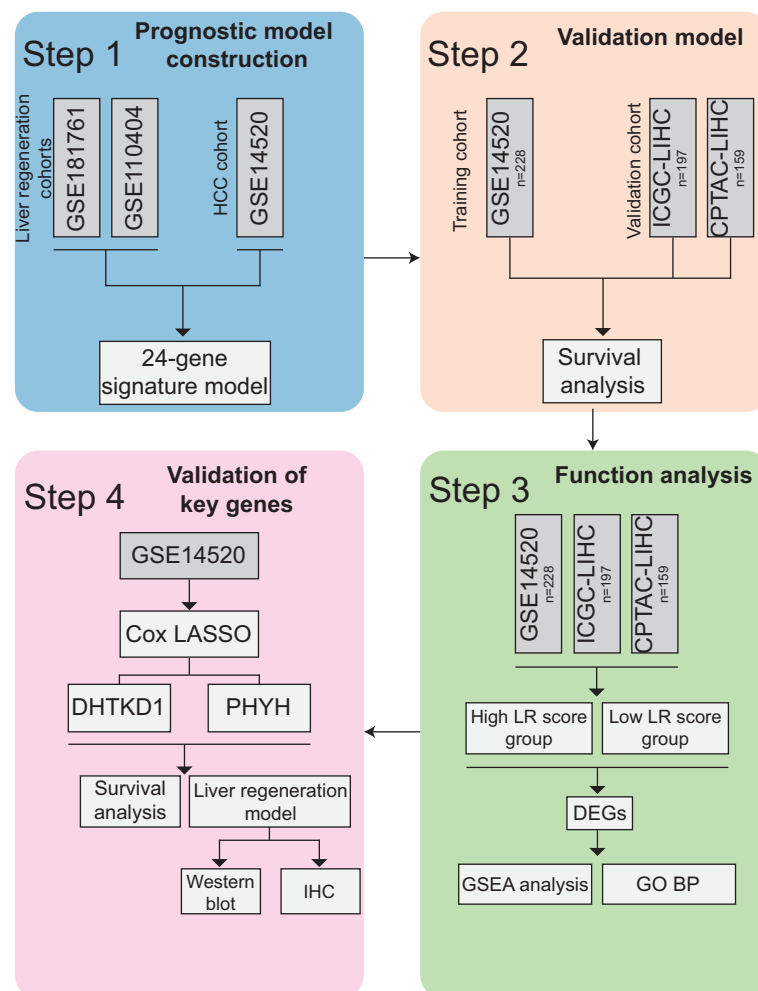 Step 1
Prognostic model
construction
Liver regeneration
cohorts
GSE181761
GSE110404
HCC cohort
GSE14520
24-gene
signature model
Step 2
Validation model
Training cohort
GSE14520
n=228
Validation cohort
ICGC-LIHC
n=197
CPTAC-LIHC
n=159
Survival
analysis
Step 3
Function analysis
GSE14520
n=228
ICGC-LIHC
n=197
CPTAC-LIHC
n=159
High LR score
group
Low LR score
group
DEGs
GSEA analysis
GO BP
Step 4
Validation of
key genes
GSE14520
Cox LASSO
DHTKD1
PHYH
Survival
analysis
Liver regeneration
model
Western
blot
IHC